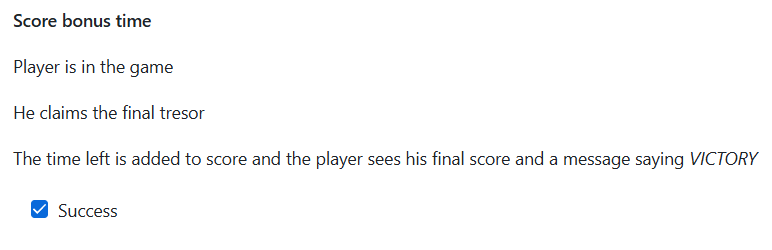 Score bonus time
Player is in the game
He claims the final tresor
The time left is added to score and the player sees his final score and a message saying VICTORY
Success